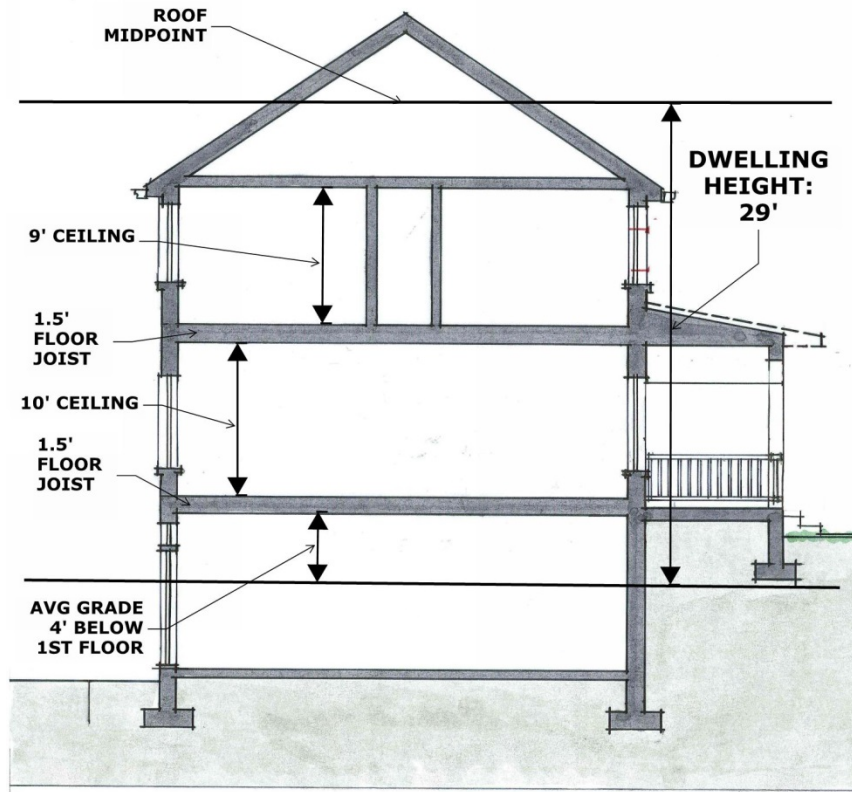 ROOF
MIDPOINT
DWELLING
HEIGHT:
29'
9' CEILING
1.5'
FLOOR
JOIST
10' CEILING
1.5'
FLOOR
JOIST
AVG GRADE
4' BELOW
1ST FLOOR